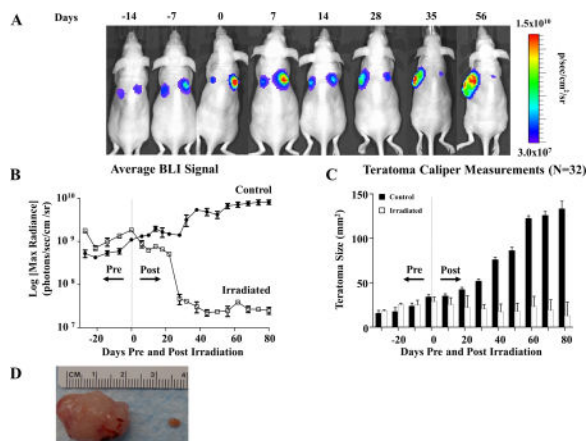 A Days -14 -7 0 7 14 28 35 56
1.5x10¹⁰
p/sec/cm²/sr
3.0x10⁷
Average BLI Signal
B
Control
Irradiated
Pre Post
Log [Max Radiance]
(photons/sec/cm /sr)
10¹⁰
10⁹
10⁸
10⁷
-20 0 20 40 60 80
Days Pre and Post Irradiation
Teratoma Caliper Measurements (N=32)
C
Control
Irradiated
Pre Post
Teratoma Size (mm²)
150
100
50
0
-20 0 20 40 60 80
Days Pre and Post Irradiation
D
CM 1 2 3 4